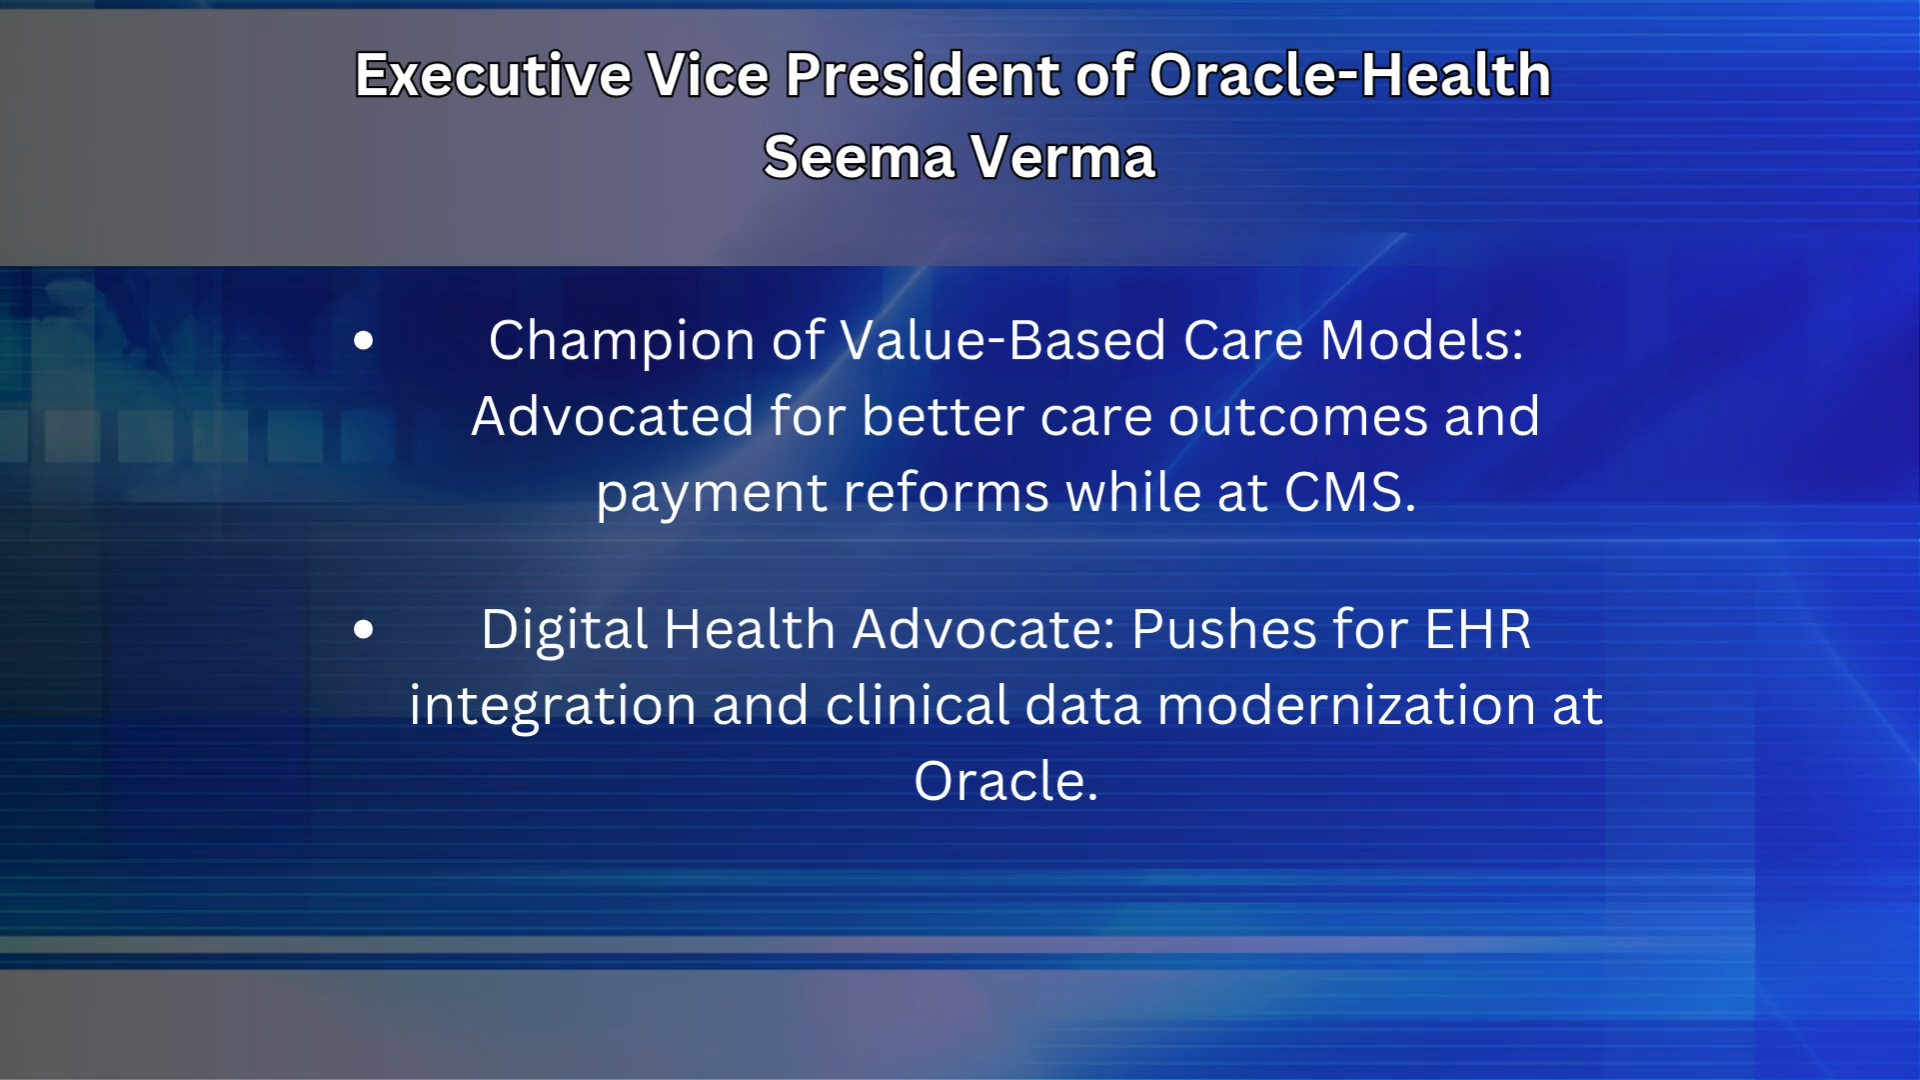 Executive Vice President of Oracle-Health
Seema Verma
• Champion of Value-Based Care Models:
Advocated for better care outcomes and
payment reforms while at CMS.
• Digital Health Advocate: Pushes for EHR
integration and clinical data modernization at
Oracle.